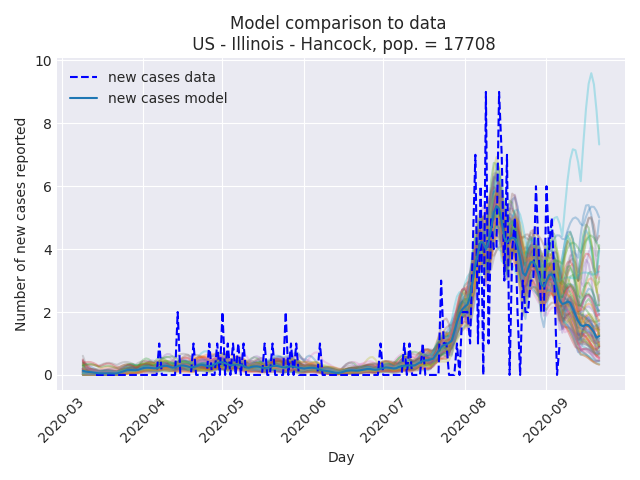 Model comparison to data
US - Illinois - Hancock, pop. = 17708
new cases data
new cases model
Number of new cases reported
10
8
6
4
2
0
2020-03
2020-04
2020-05
2020-06
2020-07
2020-08
2020-09
Day